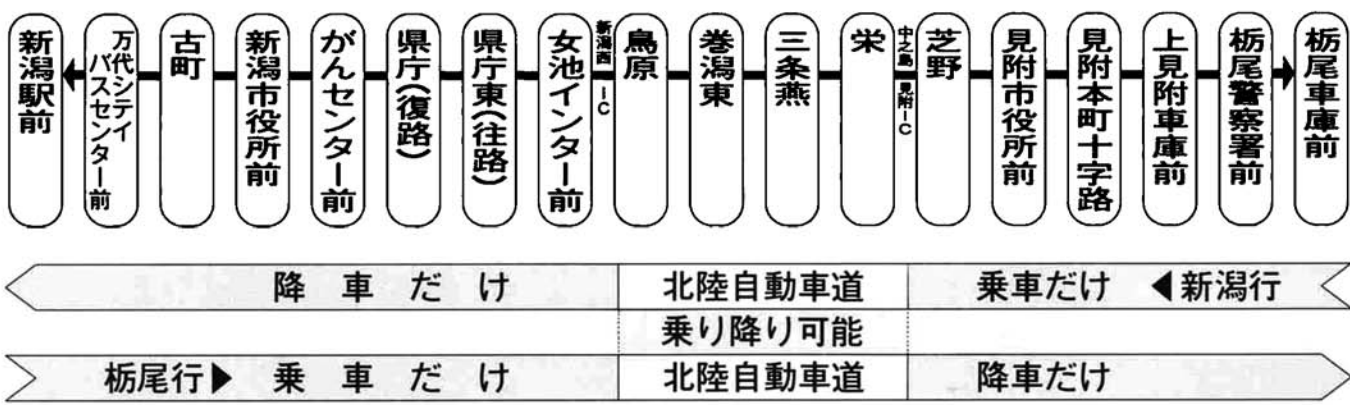 新潟駅前
万代シテイ
バスセンター前
古町
新潟市役所前
がんセンター前
県庁(復路)
県庁東(往路)
女池インター前
新潟西IC
鳥原
巻潟東
三条燕
栄
中之島見附IC
芝野
見附市役所前
見附本町十字路
上見附車庫前
栃尾警察署前
栃尾車庫前
降車だけ 北陸自動車道 乗車だけ ◀新潟行
乗り降り可能
栃尾行▶ 乗車だけ 北陸自動車道 降車だけ